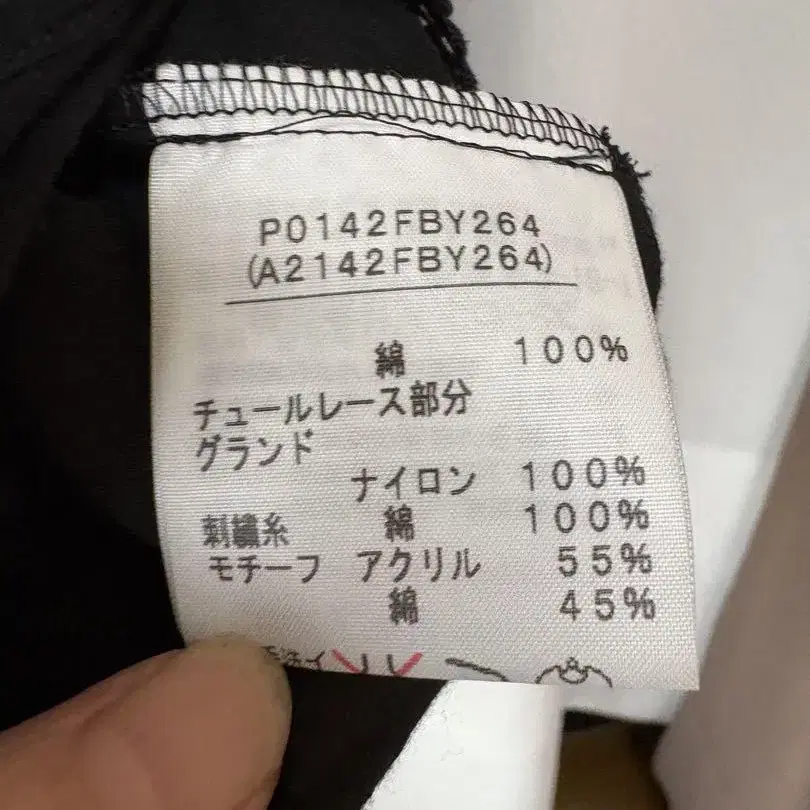 P0142FBY264
(A2142FBY264)
綿 100%
チュールレース部分
グランド
ナイロン 100%
刺繍糸 綿 100%
モチーフ アクリル 55%
綿 45%